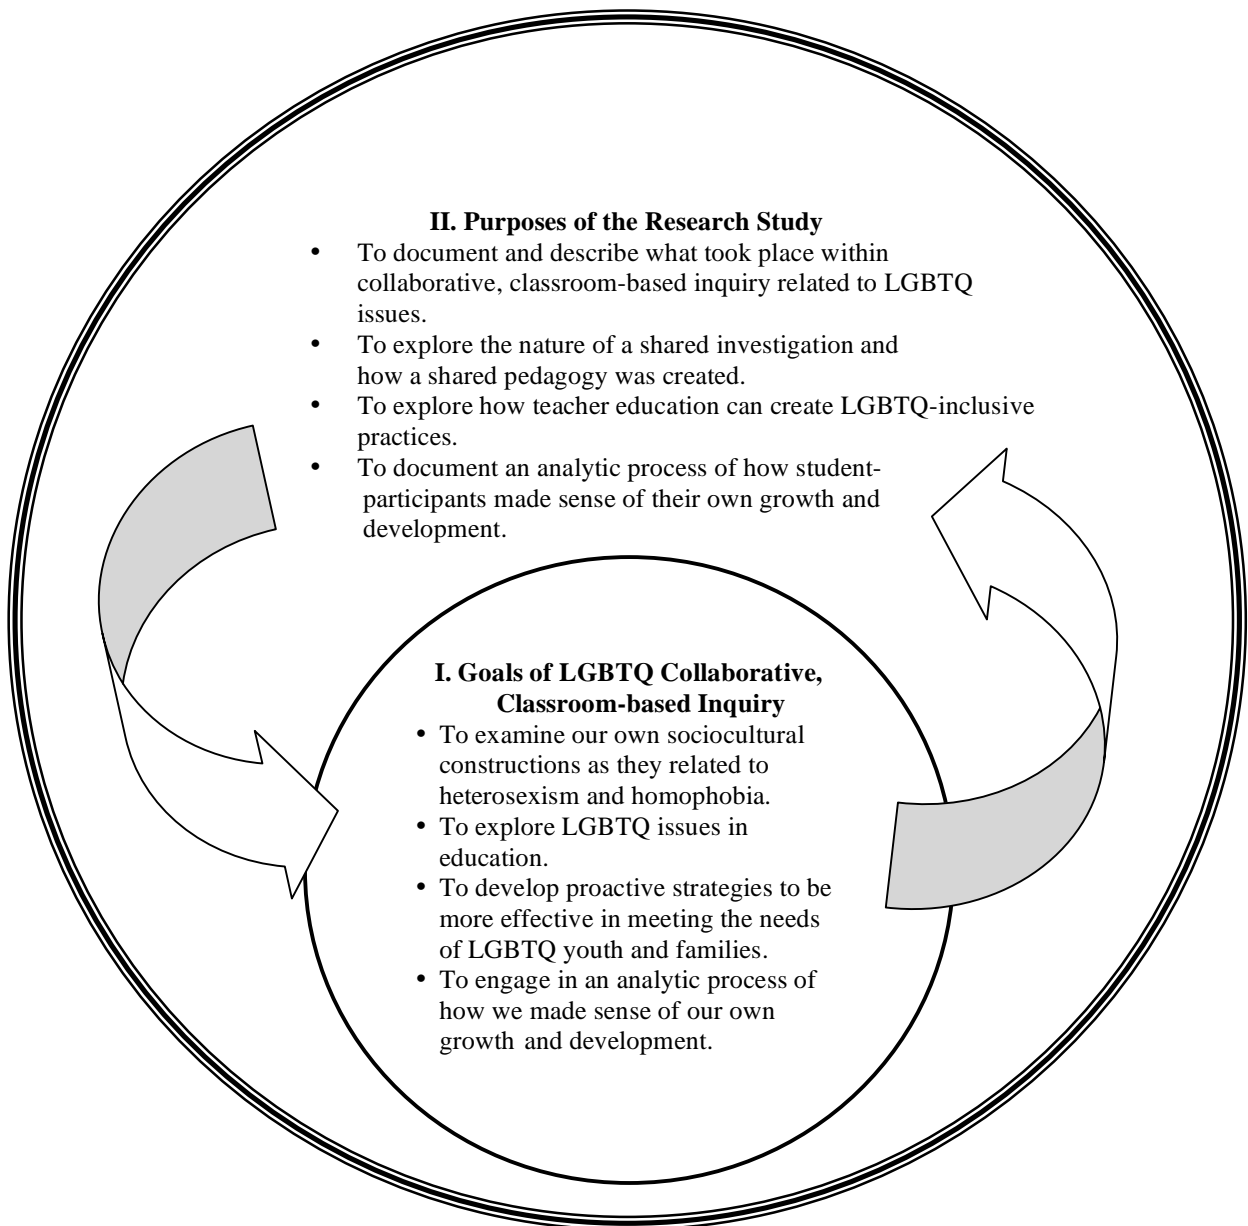 II. Purposes of the Research Study
• To document and describe what took place within
collaborative, classroom-based inquiry related to LGBTQ
issues.
• To explore the nature of a shared investigation and
how a shared pedagogy was created.
• To explore how teacher education can create LGBTQ-inclusive
practices.
• To document an analytic process of how student-
participants made sense of their own growth and
development.
I. Goals of LGBTQ Collaborative,
Classroom-based Inquiry
• To examine our own sociocultural
constructions as they related to
heterosexism and homophobia.
• To explore LGBTQ issues in
education.
• To develop proactive strategies to be
more effective in meeting the needs
of LGBTQ youth and families.
• To engage in an analytic process of
how we made sense of our own
growth and development.